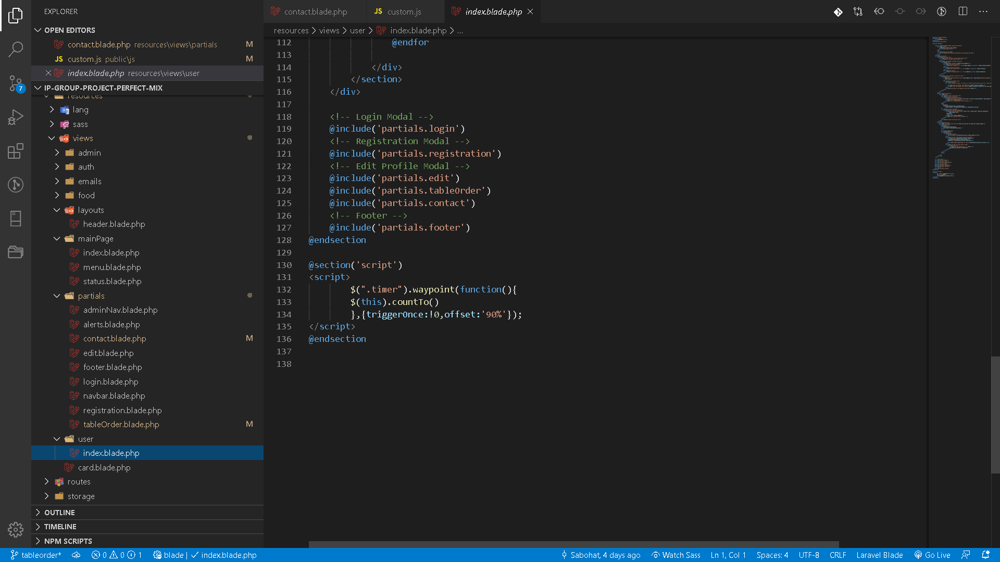 EXPLORER
OPEN EDITORS
contact.blade.php resources\views\partials M
JS custom.js public\js M
index.blade.php resources\views\user
IP-GROUP-PROJECT-PERFECT-MIX
resources
lang
sass
views
admin
auth
emails
food
layouts
header.blade.php
mainPage
index.blade.php
menu.blade.php
status.blade.php
partials
adminNav.blade.php
alerts.blade.php
contact.blade.php M
edit.blade.php
footer.blade.php
login.blade.php
navbar.blade.php
registration.blade.php
tableOrder.blade.php M
user
index.blade.php
card.blade.php
routes
storage
OUTLINE
TIMELINE
NPM SCRIPTS
7
contact.blade.php JS custom.js index.blade.php
resources > views > user > index.blade.php > ...
112 @endfor
113
114 </div>
115 </section>
116 </div>
117
118 <!-- Login Modal -->
119 @include('partials.login')
120 <!-- Registration Modal -->
121 @include('partials.registration')
122 <!-- Edit Profile Modal -->
123 @include('partials.edit')
124 @include('partials.tableOrder')
125 @include('partials.contact')
126 <!-- Footer -->
127 @include('partials.footer')
128 @endsection
129
130 @section('script')
131 <script>
132 $(".timer").waypoint(function(){
133 $(this).countTo()
134 },{triggerOnce:!0,offset:'90%'});
135 </script>
136 @endsection
137
138
tableorder* 0 0 1 blade | index.blade.php Sabohat, 4 days ago Watch Sass Ln 1, Col 1 Spaces: 4 UTF-8 CRLF Laravel Blade Go Live